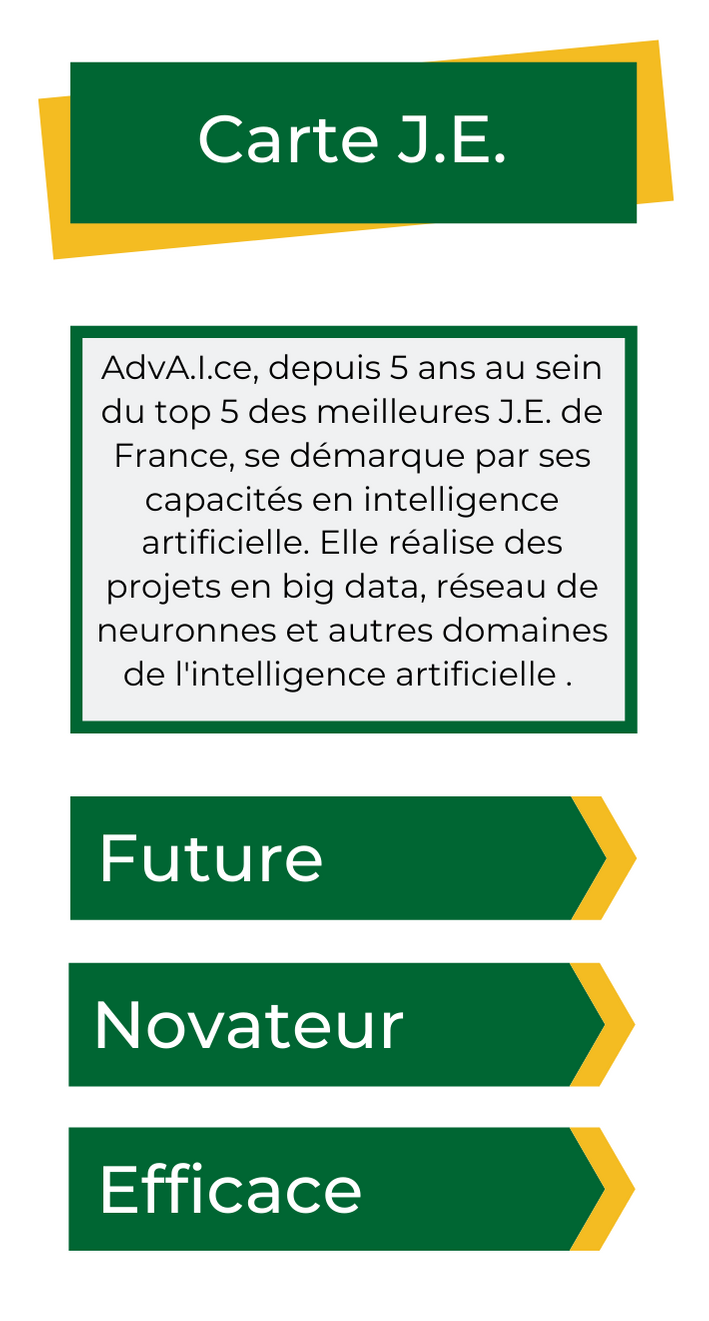 Carte J.E.
AdvA.I.ce, depuis 5 ans au sein
du top 5 des meilleures J.E. de
France, se démarque par ses
capacités en intelligence
artificielle. Elle réalise des
projets en big data, réseau de
neuronnes et autres domaines
de l'intelligence artificielle .
Future
Novateur
Efficace